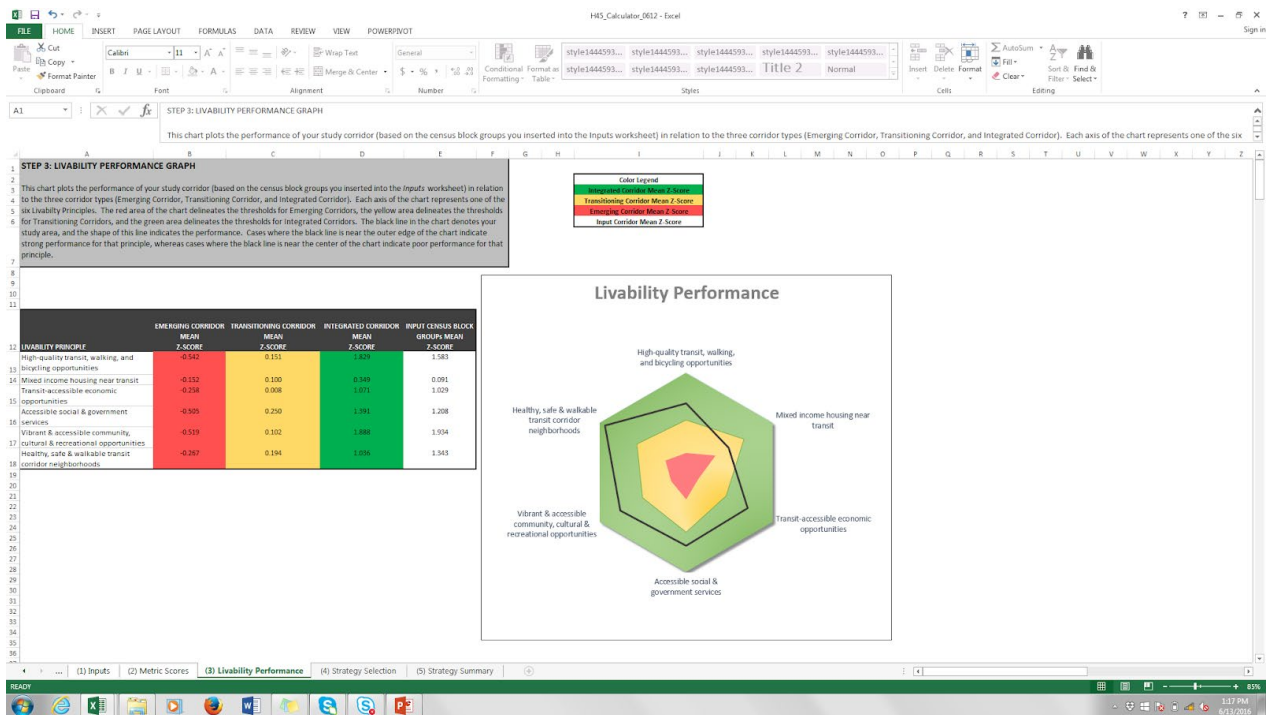 H45_Calculator_0612 - Excel
Sign in
FILE HOME INSERT PAGE LAYOUT FORMULAS DATA REVIEW VIEW POWERPIVOT
Paste
Cut
Copy
Format Painter
Clipboard
Calibri 11
B I U
Font
Wrap Text
Merge & Center
Alignment
General
$ % ,
Number
Conditional Formatting
Format as Table
style1444593... style1444593... style1444593... style1444593... style1444593...
style1444593... style1444593... style1444593... Title 2 Normal
Styles
Insert Delete Format
Cells
AutoSum
Fill
Clear
Sort & Filter
Find & Select
Editing
A1
fx
STEP 3: LIVABILITY PERFORMANCE GRAPH
This chart plots the performance of your study corridor (based on the census block groups you inserted into the Inputs worksheet) in relation to the three corridor types (Emerging Corridor, Transitioning Corridor, and Integrated Corridor). Each axis of the chart represents one of the six
A B C D E F G H I J K L M N O P Q R S T U V W X Y Z
STEP 3: LIVABILITY PERFORMANCE GRAPH
This chart plots the performance of your study corridor (based on the census block groups you inserted into the Inputs worksheet) in relation
to the three corridor types (Emerging Corridor, Transitioning Corridor, and Integrated Corridor). Each axis of the chart represents one of the
six Livabilty Principles. The red area of the chart delineates the thresholds for Emerging Corridors, the yellow area delineates the thresholds
for Transitioning Corridors, and the green area delineates the thresholds for Integrated Corridors. The black line in the chart denotes your
study area, and the shape of this line indicates the performance. Cases where the black line is near the outer edge of the chart indicate
strong performance for that principle, whereas cases where the black line is near the center of the chart indicate poor performance for that
principle.
Color Legend
Integrated Corridor Mean Z-Score
Transitioning Corridor Mean Z-Score
Emerging Corridor Mean Z-Score
Input Corridor Mean Z-Score
LIVABILITY PRINCIPLE
EMERGING CORRIDOR MEAN Z-SCORE
TRANSITIONING CORRIDOR MEAN Z-SCORE
INTEGRATED CORRIDOR MEAN Z-SCORE
INPUT CENSUS BLOCK GROUPs MEAN Z-SCORE
High-quality transit, walking, and bicycling opportunities -0.542 0.151 1.829 1.583
Mixed income housing near transit -0.152 0.100 0.349 0.091
Transit-accessible economic opportunities -0.258 0.008 1.071 1.029
Accessible social & government services -0.505 0.250 1.391 1.208
Vibrant & accessible community, cultural & recreational opportunities -0.519 0.102 1.888 1.934
Healthy, safe & walkable transit corridor neighborhoods -0.267 0.194 1.036 1.343
Livability Performance
High-quality transit, walking,
and bicycling opportunities
Healthy, safe & walkable
transit corridor
neighborhoods
Mixed income housing near
transit
Vibrant & accessible
community, cultural &
recreational opportunities
Transit-accessible economic
opportunities
Accessible social &
government services
... (1) Inputs (2) Metric Scores (3) Livability Performance (4) Strategy Selection (5) Strategy Summary
READY
85%
1:17 PM
6/13/2016